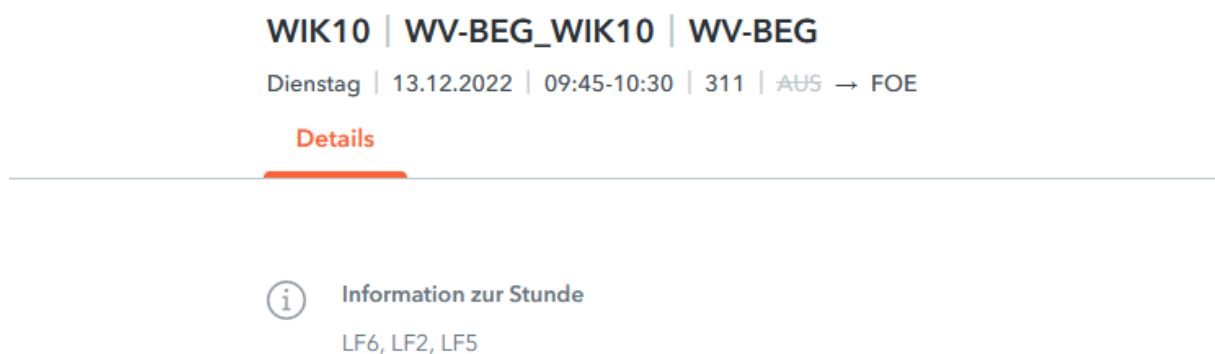 WIK10 | WV-BEG_WIK10 | WV-BEG
Dienstag | 13.12.2022 | 09:45-10:30 | 311 | AUS → FOE
Details
Information zur Stunde
LF6, LF2, LF5